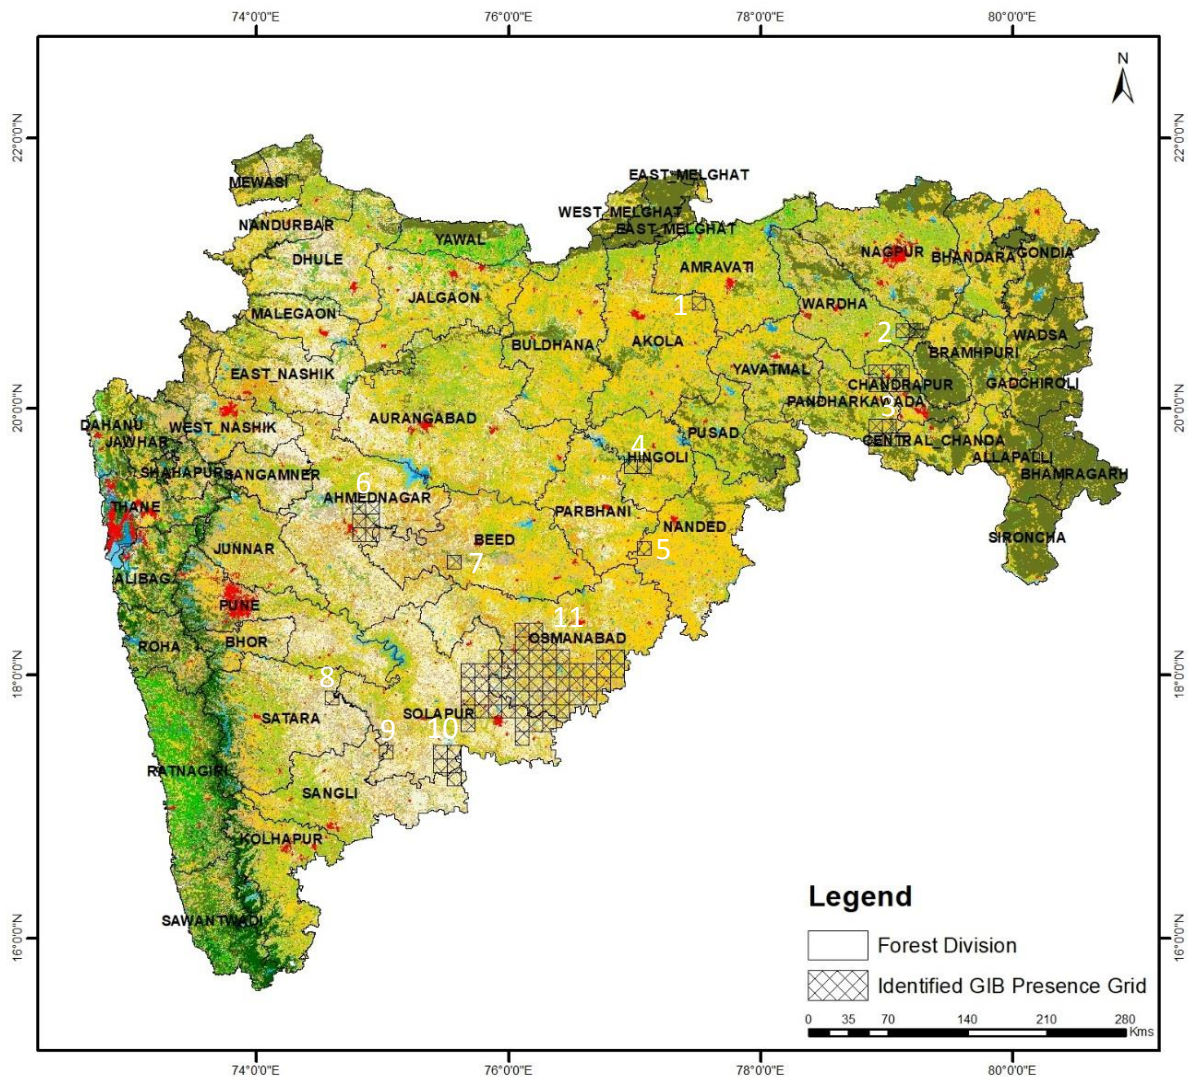 74°0'0"E 76°0'0"E 78°0'0"E 80°0'0"E
N
22°0'0"N 22°0'0"N
EAST_MELGHAT
MEWASI
WEST_MELGHAT
NANDURBAR
EAST_MELGHAT
YAWAL
NAGPUR
BHANDARA
GONDIA
DHULE
AMRAVATI
JALGAON
1
WARDHA
MALEGAON
2
WADSA
AKOLA
BULDHANA
BRAMHPURI
EAST_NASHIK
YAVATMAL
GADCHIROLI
CHANDRAPUR
PANDHARKAWADA
3
20°0'0"N 20°0'0"N
AURANGABAD
DAHANU
WEST_NASHIK
PUSAD
JAWHAR
CENTRAL_CHANDA
4
HINGOLI
ALLAPALLI
SHAHAPUR
SANGAMNER
BHAMRAGARH
6
AHMEDNAGAR
THANE
PARBHANI
NANDED
SIRONCHA
BEED
JUNNAR
5
7
ALIBAG
PUNE
11
OSMANABAD
ROHA
BHOR
18°0'0"N 18°0'0"N
8
SATARA
SOLAPUR
9
10
RATNAGIRI
SANGLI
KOLHAPUR
SAWANTWADI
16°0'0"N 16°0'0"N
Legend
Forest Division
Identified GIB Presence Grid
0 35 70 140 210 280
Kms
74°0'0"E 76°0'0"E 78°0'0"E 80°0'0"E